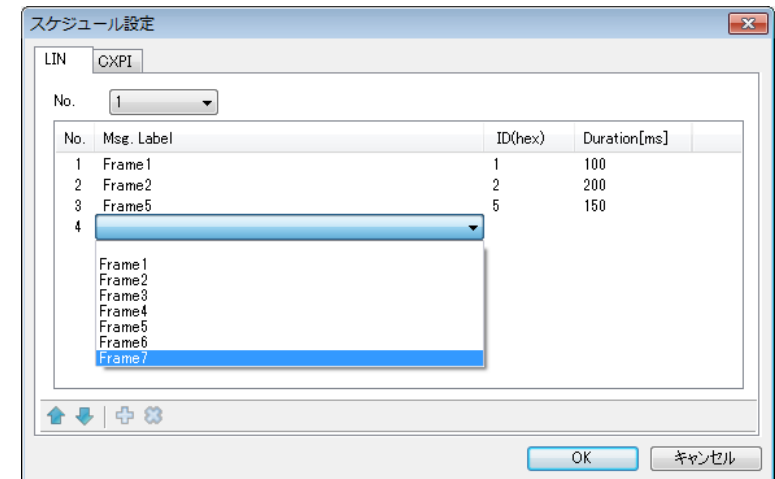 スケジュール設定
LIN CXPI
No. 1
No. Msg. Label ID(hex) Duration[ms]
1 Frame1 1 100
2 Frame2 2 200
3 Frame5 5 150
4
Frame1
Frame2
Frame3
Frame4
Frame5
Frame6
Frame7
OK キャンセル